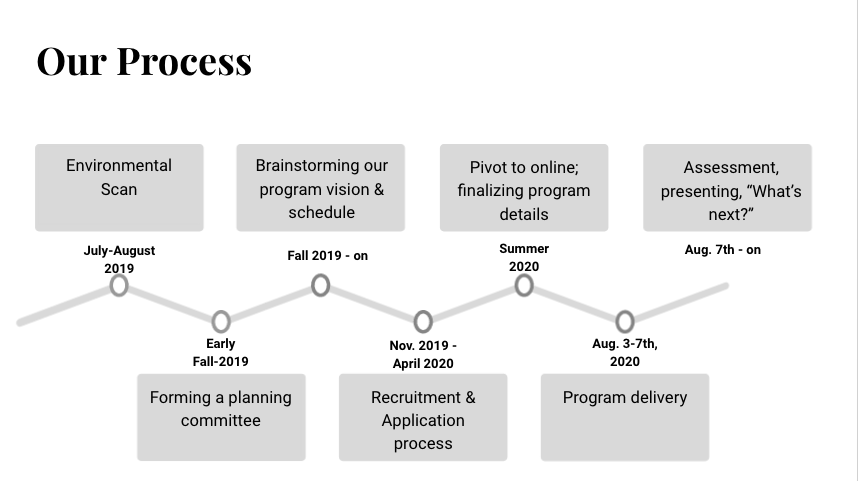 Our Process
Environmental
Scan
July-August
2019
Early
Fall-2019
Forming a planning
committee
Brainstorming our
program vision &
schedule
Fall 2019 - on
Nov. 2019 -
April 2020
Recruitment &
Application
process
Pivot to online;
finalizing program
details
Summer
2020
Aug. 3-7th,
2020
Program delivery
Assessment,
presenting, “What’s
next?”
Aug. 7th - on